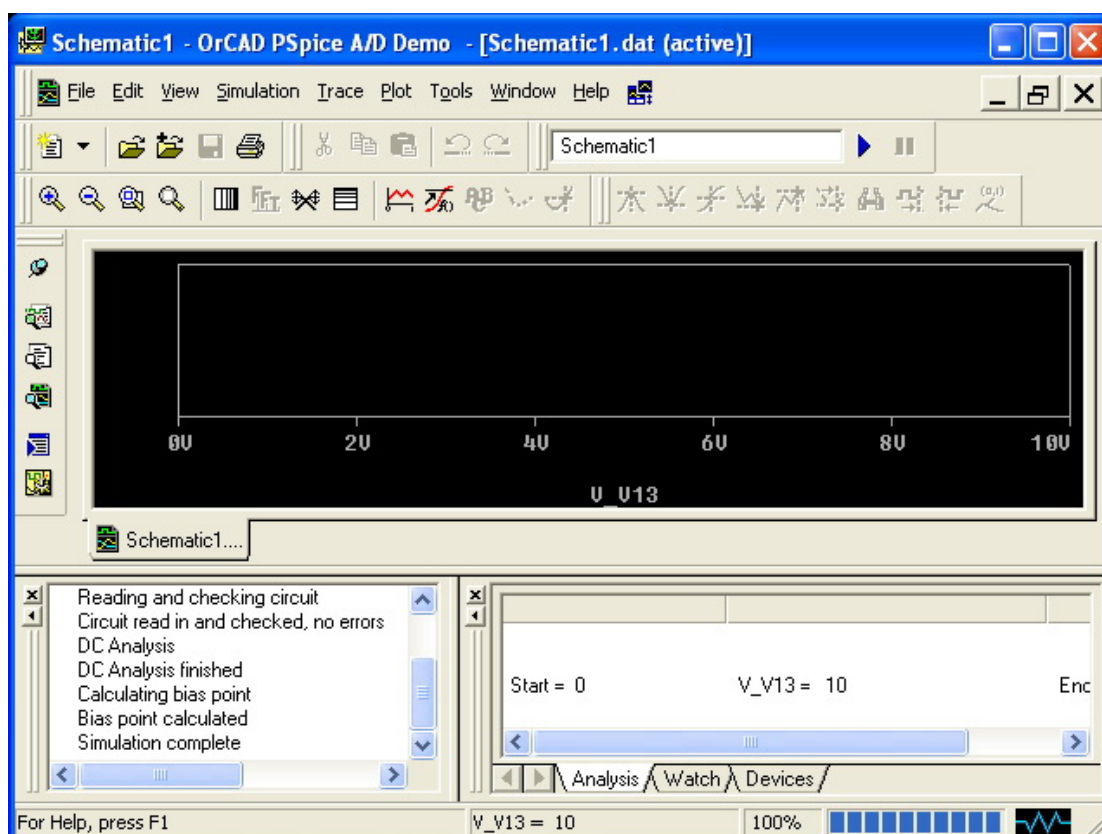 Schematic1 - OrCAD PSpice A/D Demo - [Schematic1.dat (active)]
File Edit View Simulation Trace Plot Tools Window Help
Schematic1
FFT
0V 2V 4V 6V 8V 10V
V_V13
Schematic1....
Reading and checking circuit
Circuit read in and checked, no errors
DC Analysis
DC Analysis finished
Calculating bias point
Bias point calculated
Simulation complete
Start = 0 V_V13 = 10 Enc
Analysis Watch Devices
For Help, press F1 V_V13 = 10 100%